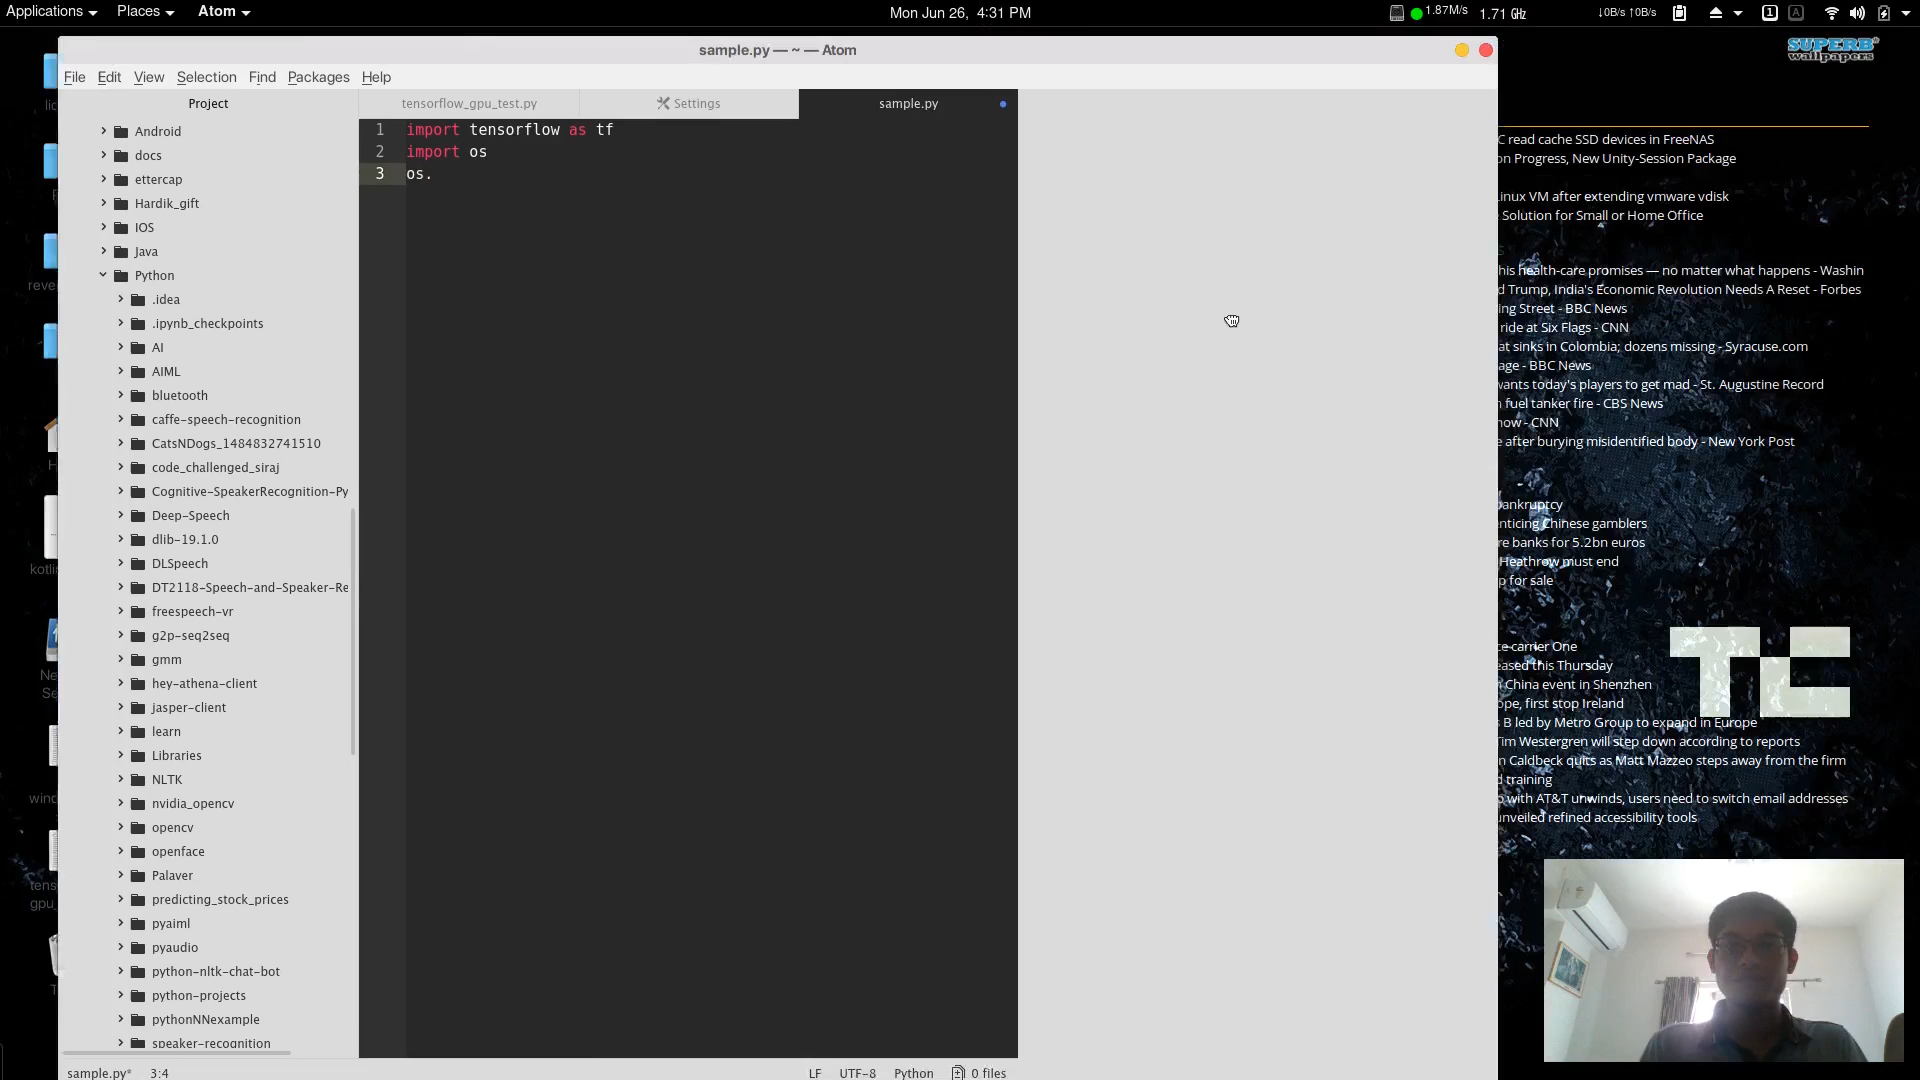 Applications Places Atom Mon Jun 26, 4:31 PM 1.87M/s 1.71 GHz ↓0B/s ↑0B/s 1 A
sample.py — ~ — Atom
SUPERB
wallpapers
File Edit View Selection Find Packages Help
Project
tensorflow_gpu_test.py Settings sample.py
Android
docs
ettercap
Hardik_gift
IOS
Java
Python
.idea
.ipynb_checkpoints
AI
AIML
bluetooth
caffe-speech-recognition
CatsNDogs_1484832741510
code_challenged_siraj
Cognitive-SpeakerRecognition-Py
Deep-Speech
dlib-19.1.0
DLSpeech
DT2118-Speech-and-Speaker-Re
freespeech-vr
g2p-seq2seq
gmm
hey-athena-client
jasper-client
learn
Libraries
NLTK
nvidia_opencv
opencv
openface
Palaver
predicting_stock_prices
pyaiml
pyaudio
python-nltk-chat-bot
python-projects
pythonNNexample
speaker-recognition
1 import tensorflow as tf
2 import os
3 os.
C read cache SSD devices in FreeNAS
on Progress, New Unity-Session Package
Linux VM after extending vmware vdisk
Solution for Small or Home Office
his health-care promises — no matter what happens - Washin
d Trump, India's Economic Revolution Needs A Reset - Forbes
ing Street - BBC News
ride at Six Flags - CNN
at sinks in Colombia; dozens missing - Syracuse.com
age - BBC News
wants today's players to get mad - St. Augustine Record
fuel tanker fire - CBS News
now - CNN
e after burying misidentified body - New York Post
ankruptcy
enticing Chinese gamblers
re banks for 5.2bn euros
Heathrow must end
p for sale
ce carrier One
eased this Thursday
n China event in Shenzhen
ope, first stop Ireland
s B led by Metro Group to expand in Europe
Tim Westergren will step down according to reports
n Caldbeck quits as Matt Mazzeo steps away from the firm
d training
o with AT&T unwinds, users need to switch email addresses
unveiled refined accessibility tools
TC
sample.py* 3:4 LF UTF-8 Python 0 files